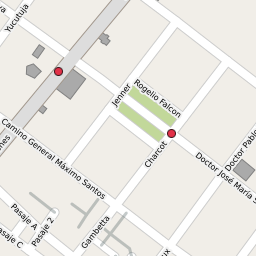 Yucutuja
Jenner
Rogelio Falcon
Camino General Máximo Santos
Charcot
Doctor José María S
Doctor Pablo
Pasaje A
Pasaje 2
Pasaje C
Gambetta